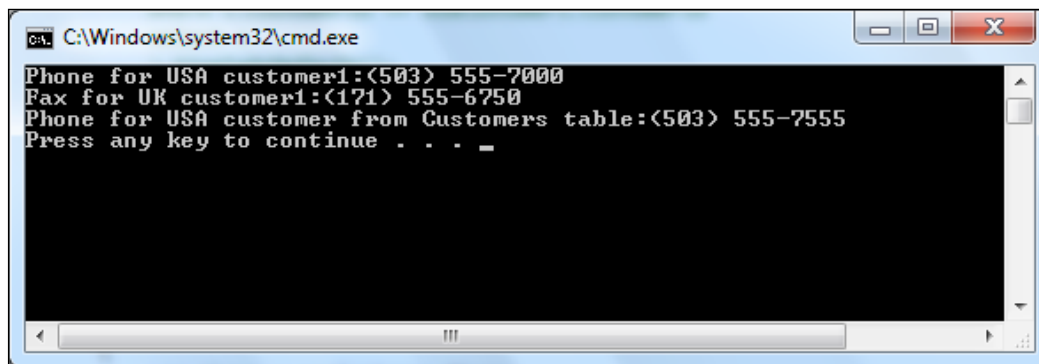 C:\Windows\system32\cmd.exe
Phone for USA customer1:(503) 555-7000
Fax for UK customer1:(171) 555-6750
Phone for USA customer from Customers table:(503) 555-7555
Press any key to continue . . . _